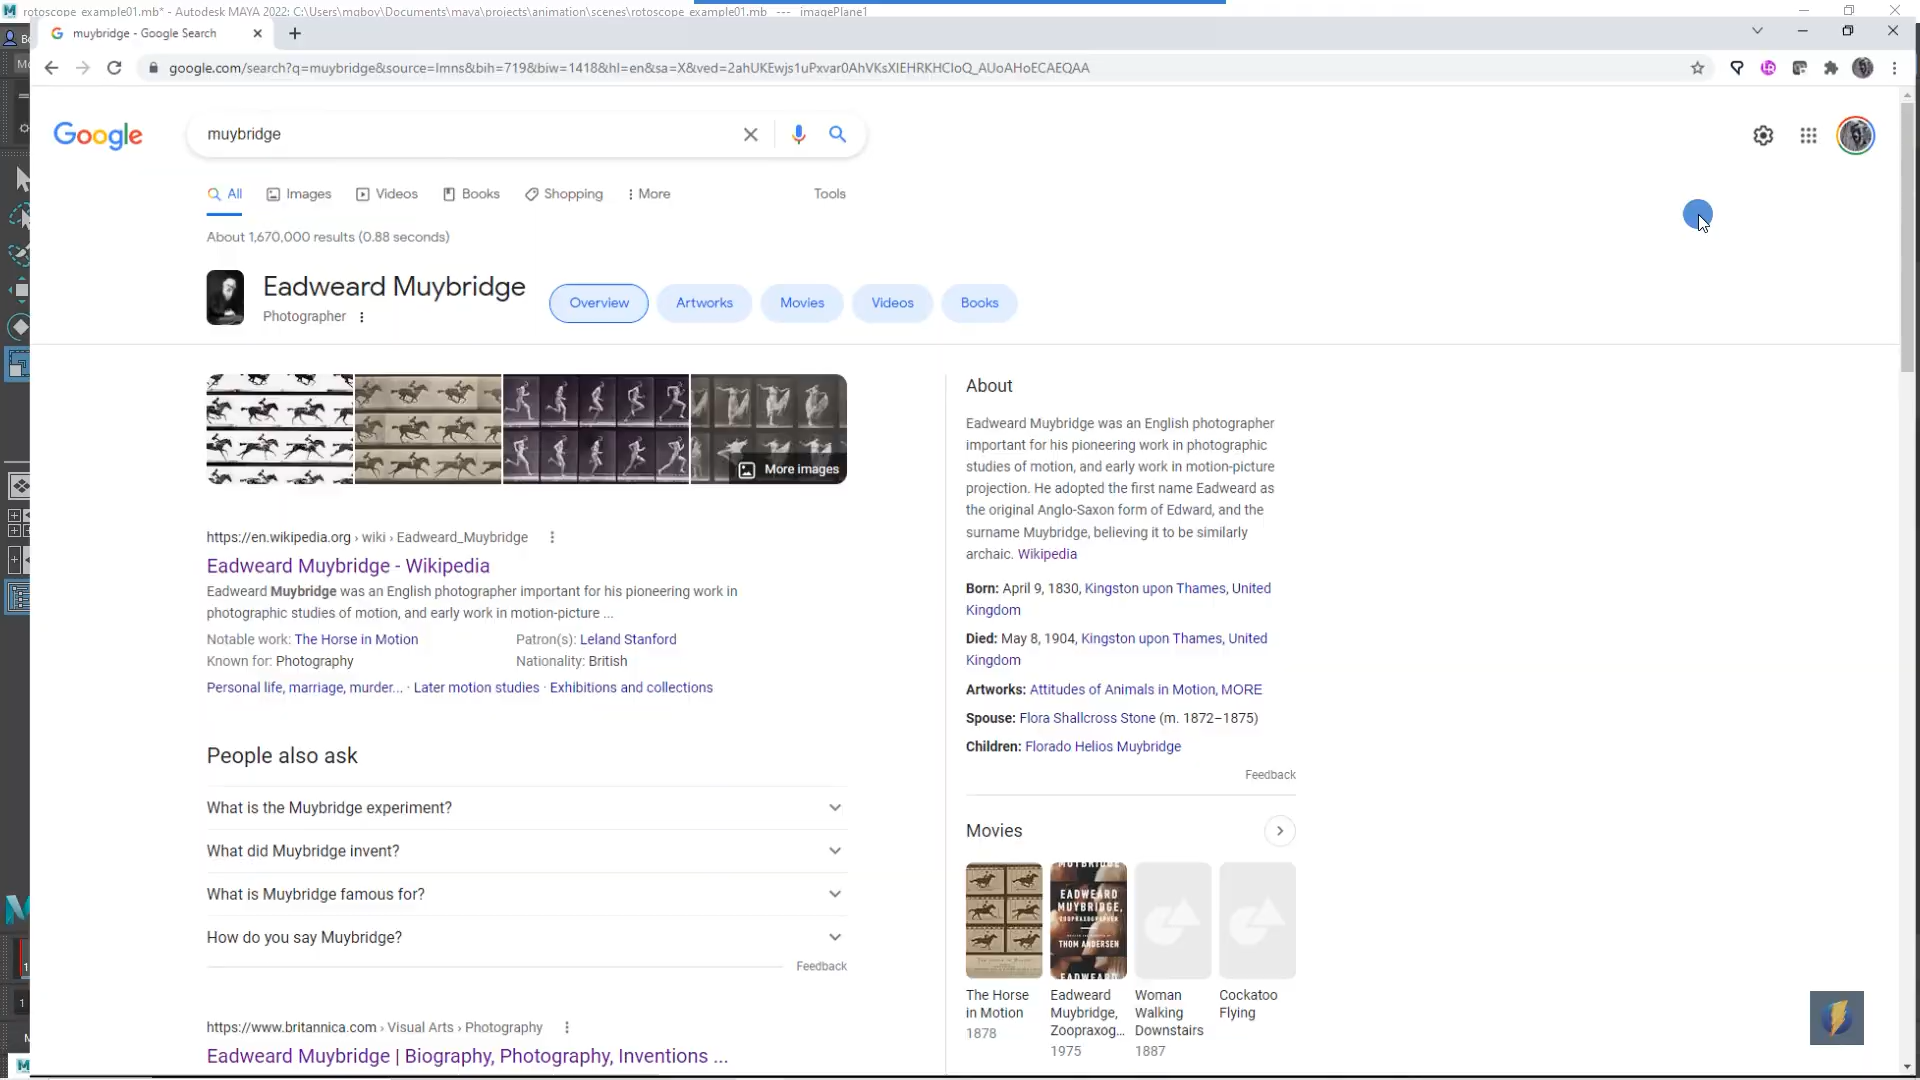 rotoscope_example01.mb* - Autodesk MAYA 2022: C:\Users\mgboy\Documents\maya\projects\animation\scenes\rotoscope_example01.mb --- imagePlane1
muybridge - Google Search
google.com/search?q=muybridge&source=lmns&bih=719&biw=1418&hl=en&sa=X&ved=2ahUKEwjs1uPxvar0AhVKsXIEHRKHCIoQ_AUoAHoECAEQAA
Google
muybridge
All
Images
Videos
Books
Shopping
More
Tools
About 1,670,000 results (0.88 seconds)
Eadweard Muybridge
Photographer
Overview
Artworks
Movies
Videos
Books
More images
https://en.wikipedia.org › wiki › Eadweard_Muybridge
Eadweard Muybridge - Wikipedia
Eadweard Muybridge was an English photographer important for his pioneering work in
photographic studies of motion, and early work in motion-picture ...
Notable work: The Horse in Motion
Patron(s): Leland Stanford
Known for: Photography
Nationality: British
Personal life, marriage, murder... · Later motion studies · Exhibitions and collections
People also ask
What is the Muybridge experiment?
What did Muybridge invent?
What is Muybridge famous for?
How do you say Muybridge?
Feedback
https://www.britannica.com › Visual Arts › Photography
Eadweard Muybridge | Biography, Photography, Inventions ...
About
Eadweard Muybridge was an English photographer
important for his pioneering work in photographic
studies of motion, and early work in motion-picture
projection. He adopted the first name Eadweard as
the original Anglo-Saxon form of Edward, and the
surname Muybridge, believing it to be similarly
archaic. Wikipedia
Born: April 9, 1830, Kingston upon Thames, United
Kingdom
Died: May 8, 1904, Kingston upon Thames, United
Kingdom
Artworks: Attitudes of Animals in Motion, MORE
Spouse: Flora Shallcross Stone (m. 1872–1875)
Children: Florado Helios Muybridge
Feedback
Movies
EADWEARD
MUYBRIDGE,
ZOOPRAXOGRAPHER
THOM ANDERSEN
EADWEARD
The Horse
in Motion
1878
Eadweard
Muybridge,
Zoopraxog...
1975
Woman
Walking
Downstairs
1887
Cockatoo
Flying